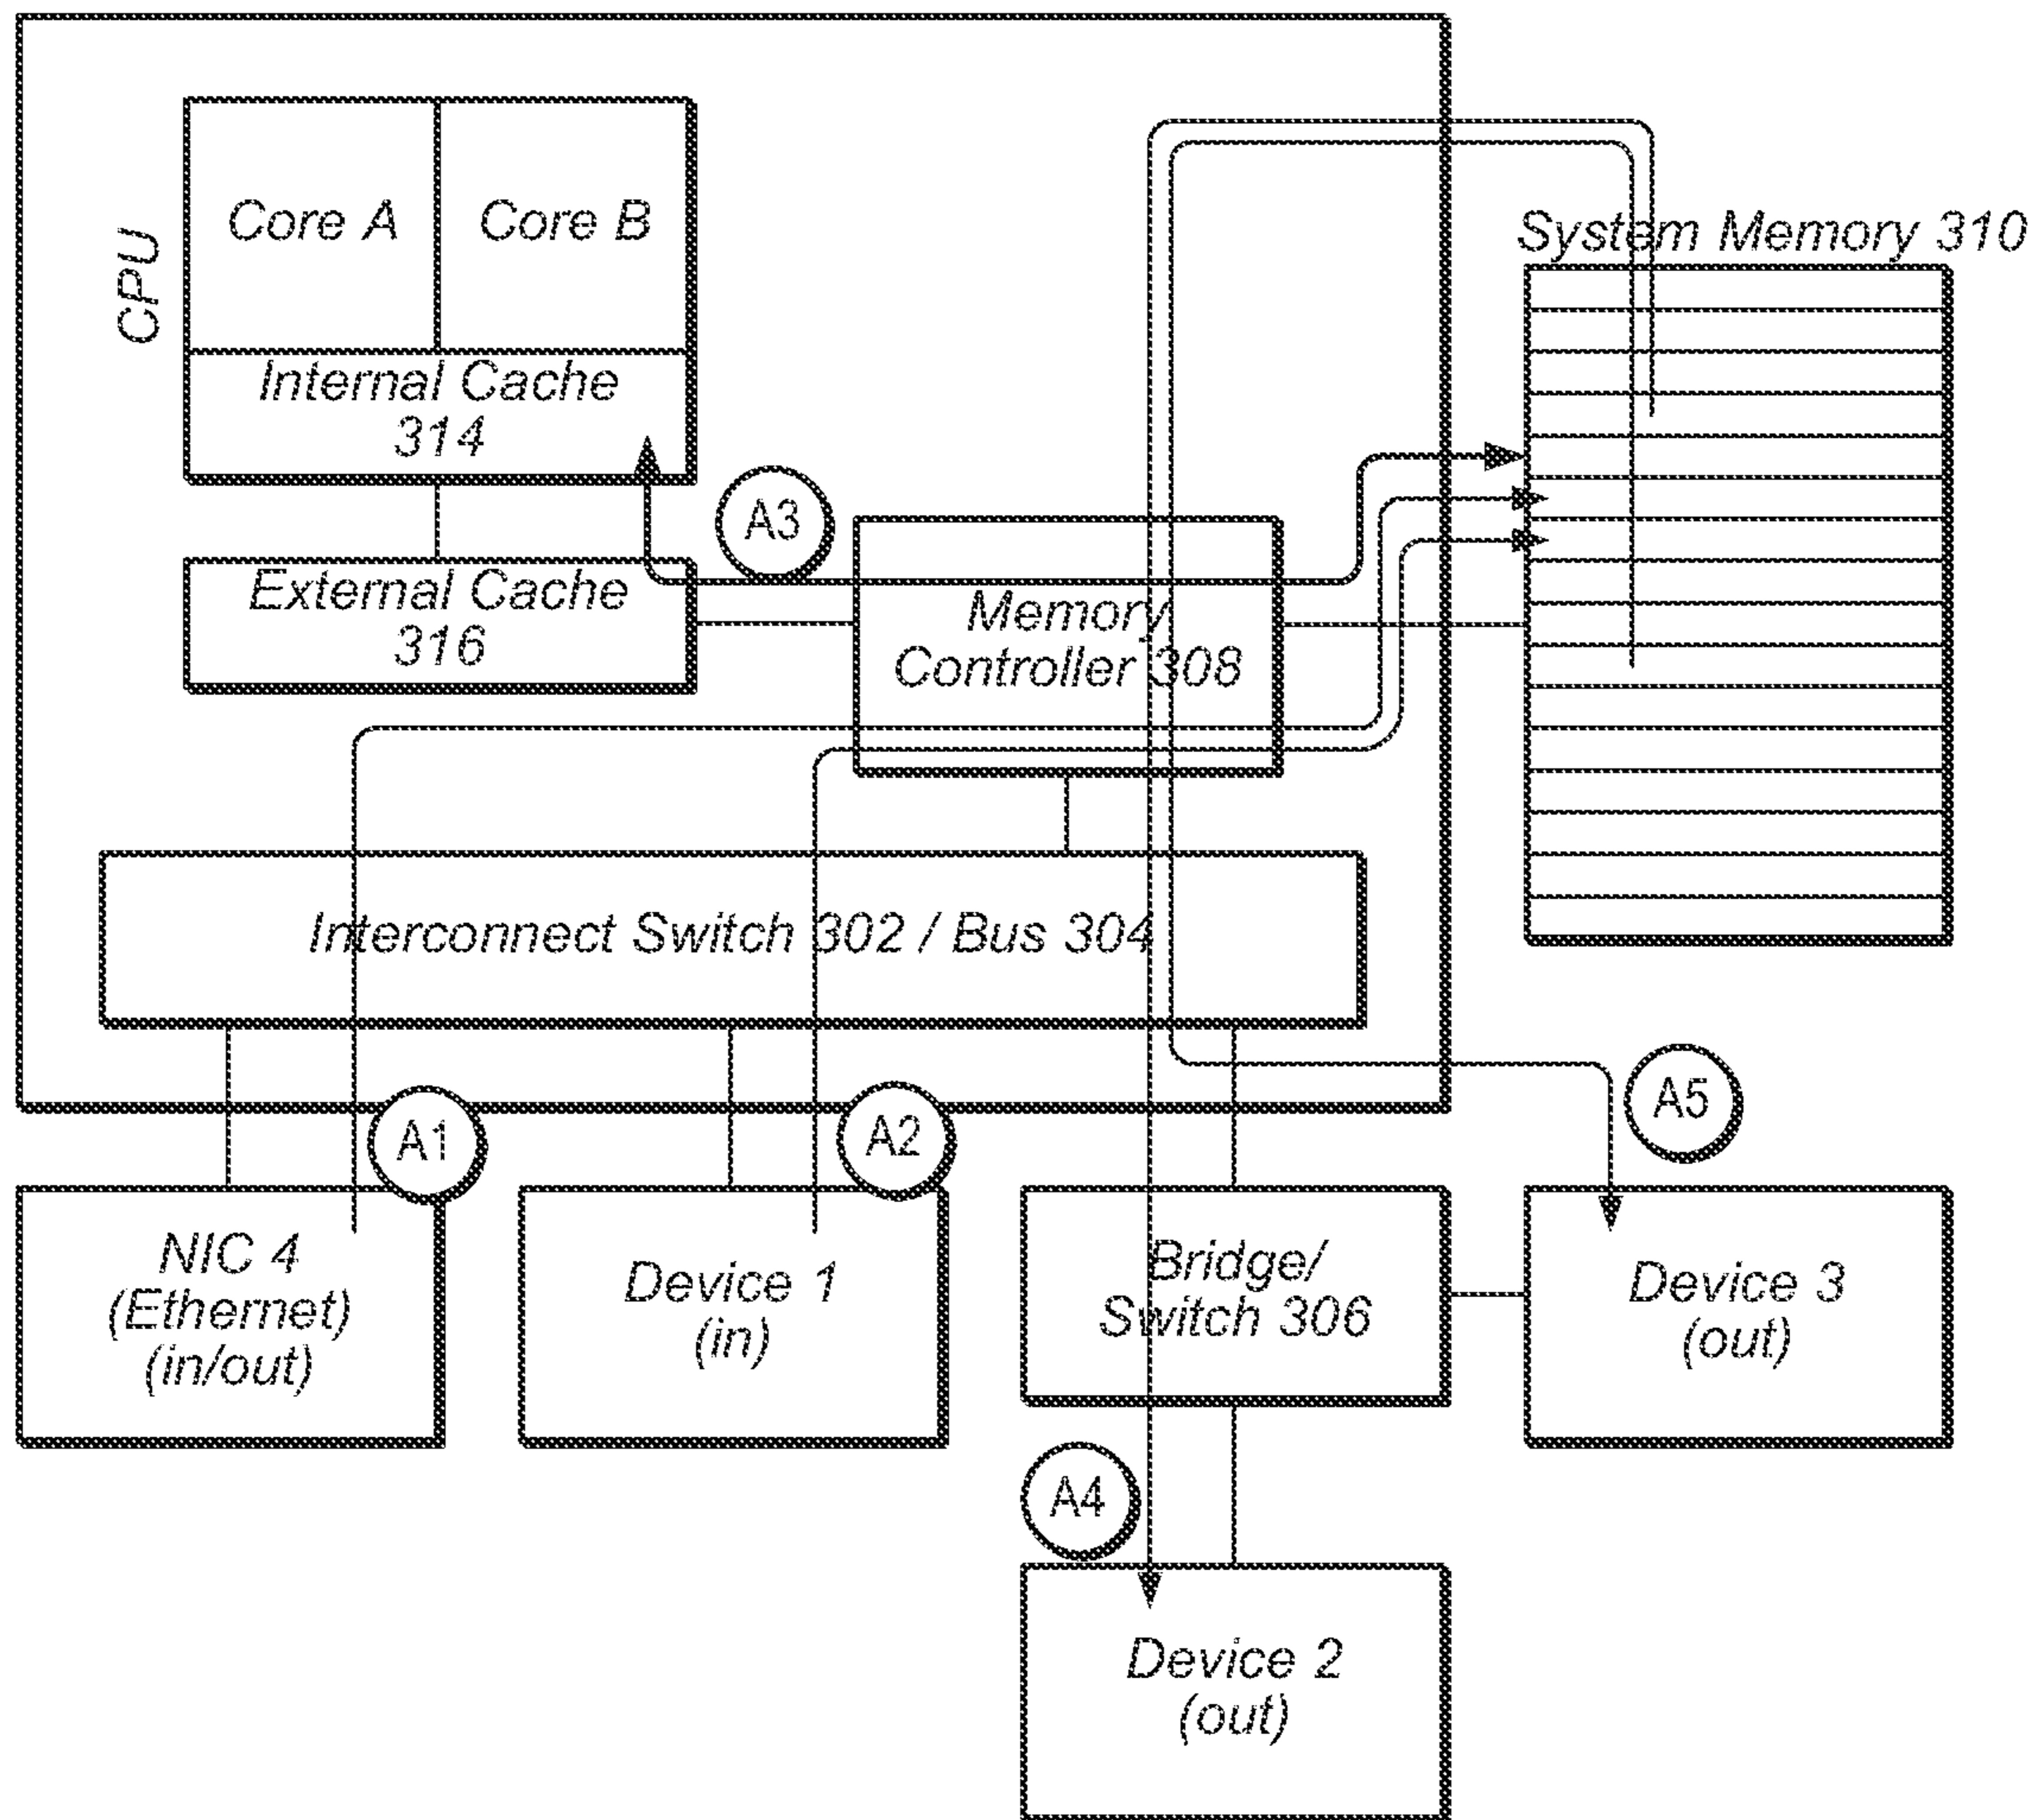 CPU
Core A
Core B
System Memory 310
Internal Cache
314
A3
External Cache
316
Memory
Controller 308
Interconnect Switch 302 / Bus 304
A1
A2
A5
NIC 4
(Ethernet)
(in/out)
Device 1
(in)
Bridge/
Switch 306
Device 3
(out)
A4
Device 2
(out)